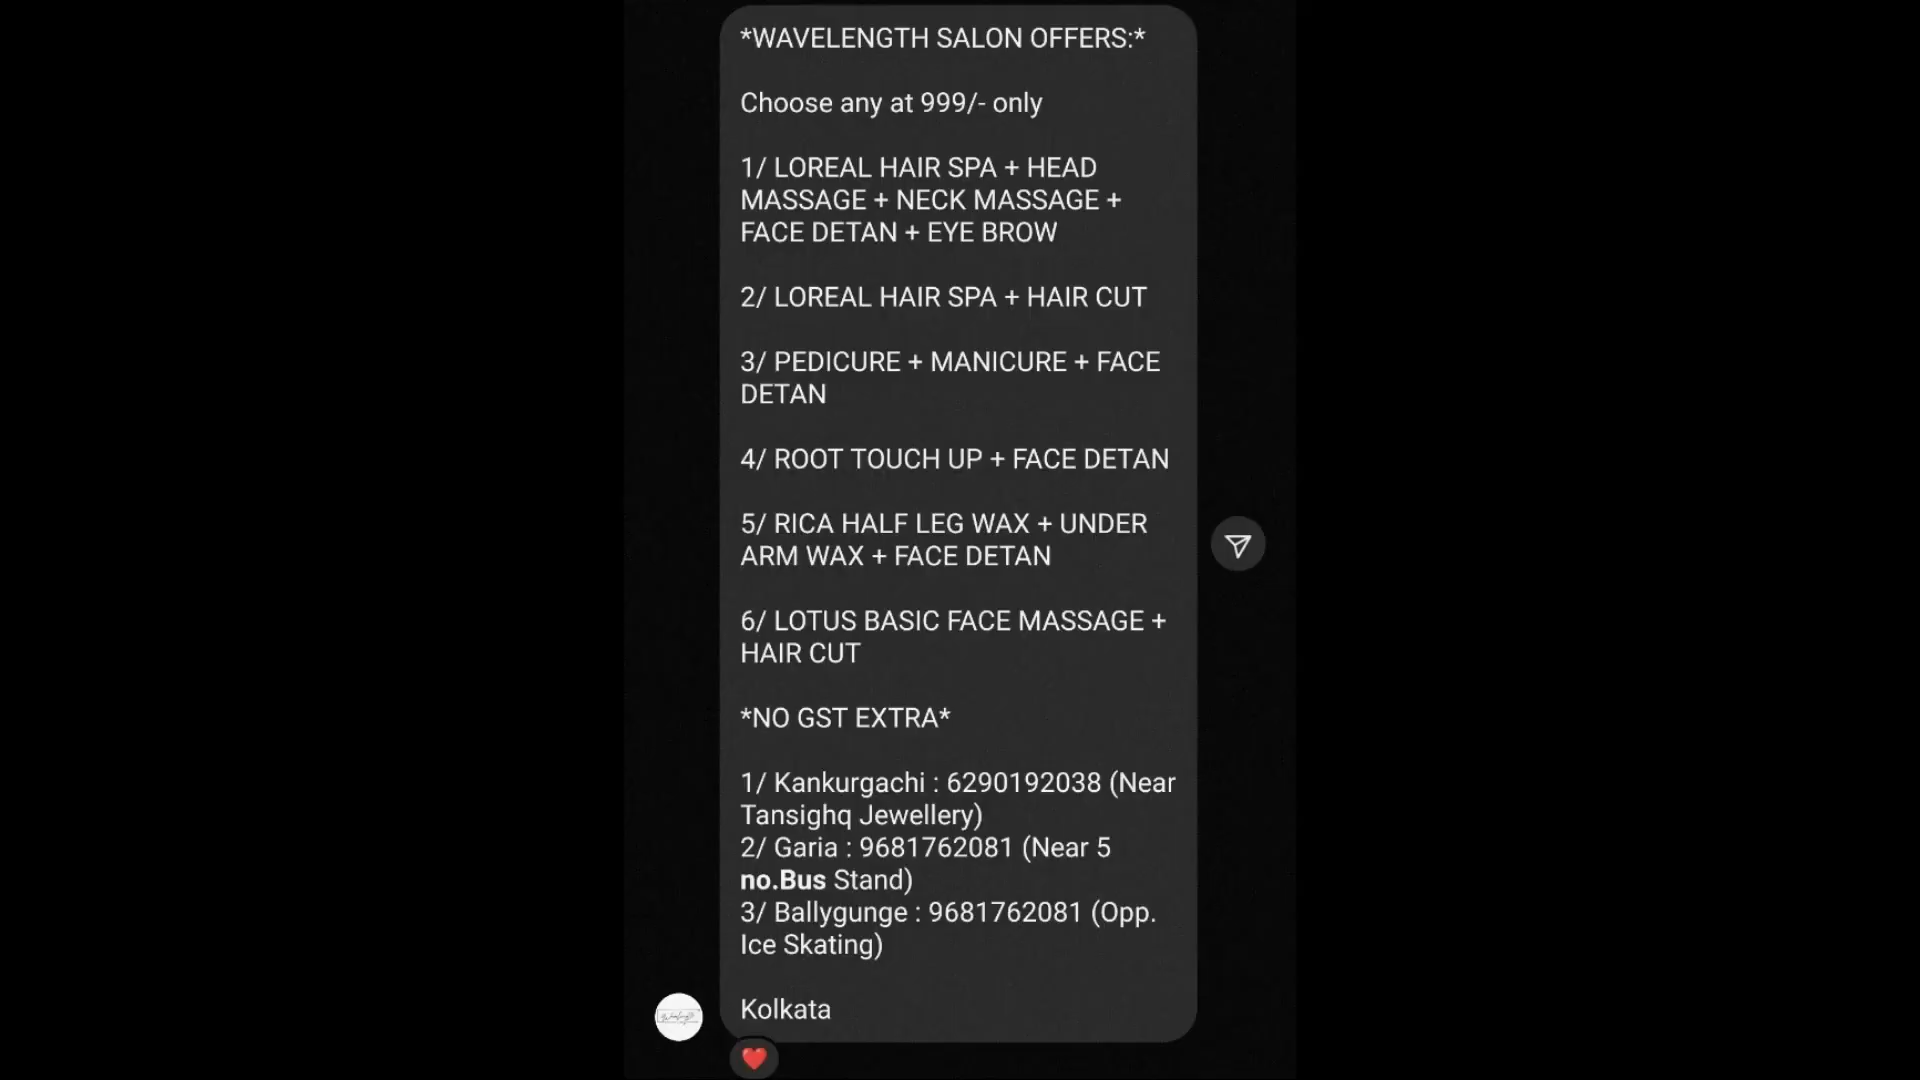 *WAVELENGTH SALON OFFERS:*
Choose any at 999/- only
1/ LOREAL HAIR SPA + HEAD
MASSAGE + NECK MASSAGE +
FACE DETAN + EYE BROW
2/ LOREAL HAIR SPA + HAIR CUT
3/ PEDICURE + MANICURE + FACE
DETAN
4/ ROOT TOUCH UP + FACE DETAN
5/ RICA HALF LEG WAX + UNDER
ARM WAX + FACE DETAN
6/ LOTUS BASIC FACE MASSAGE +
HAIR CUT
*NO GST EXTRA*
1/ Kankurgachi : 6290192038 (Near
Tansighq Jewellery)
2/ Garia : 9681762081 (Near 5
no.Bus Stand)
3/ Ballygunge : 9681762081 (Opp.
Ice Skating)
Kolkata